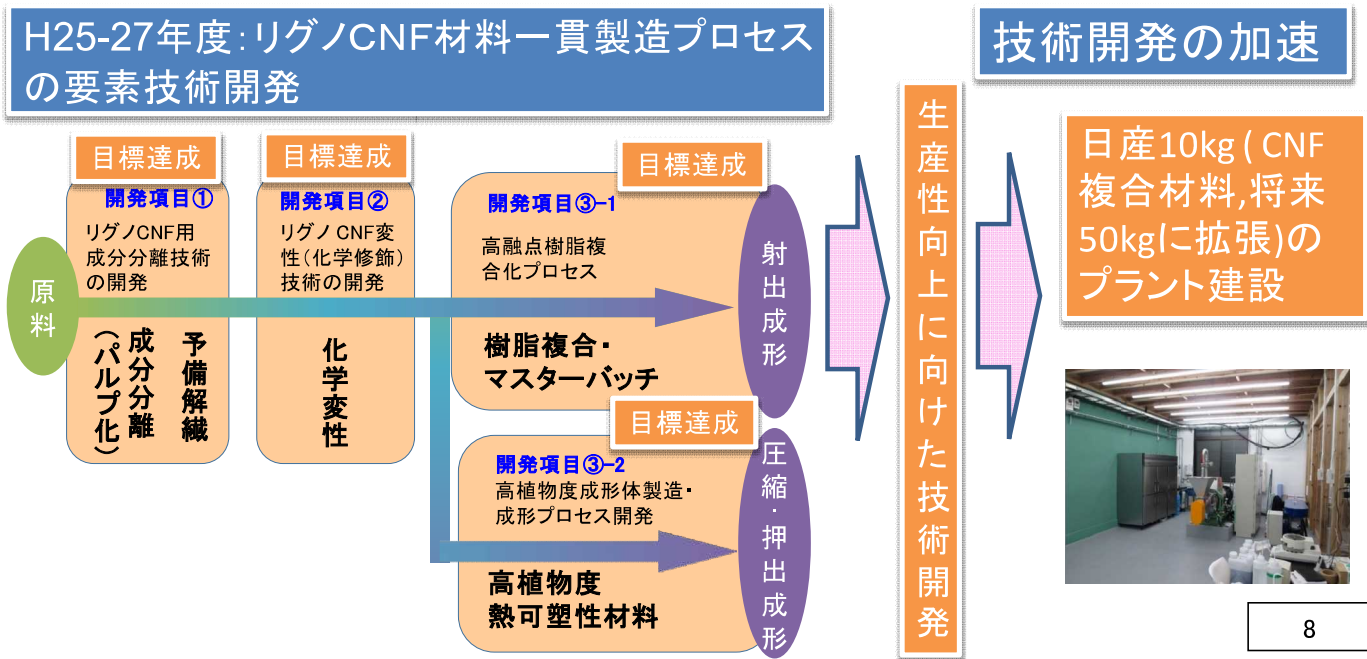 H25-27年度:リグノCNF材料一貫製造プロセス
の要素技術開発
技術開発の加速
原料
目標達成
開発項目①
リグノCNF用
成分分離技術
の開発
予備解繊
成分分離
(パルプ化)
目標達成
開発項目②
リグノ CNF変
性(化学修飾)
技術の開発
化学変性
目標達成
開発項目③-1
高融点樹脂複
合化プロセス
樹脂複合・
マスターバッチ
射出成形
目標達成
開発項目③-2
高植物度成形体製造・
成形プロセス開発
高植物度
熱可塑性材料
圧縮・押出成形
生産性向上に向けた技術開発
日産10kg ( CNF
複合材料,将来
50kgに拡張)の
プラント建設
8